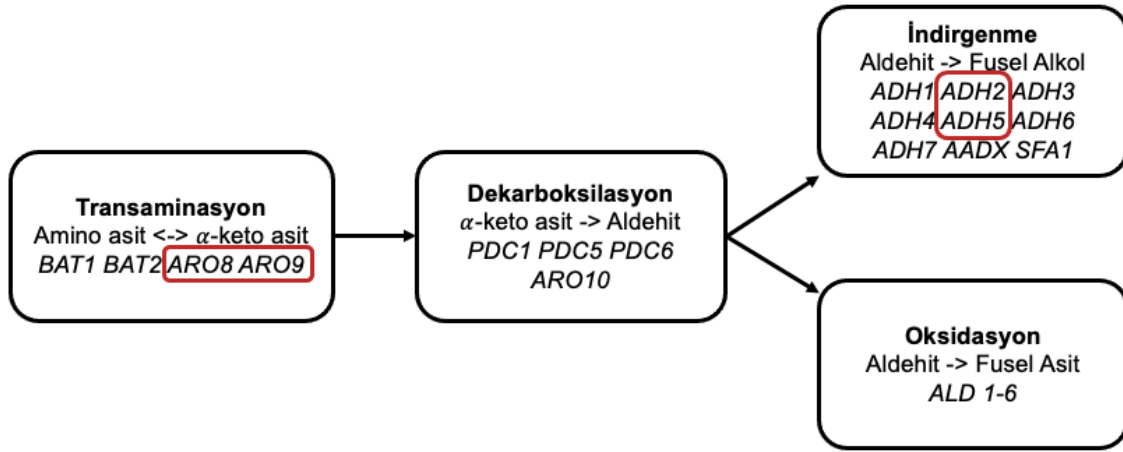 Transaminasyon
Amino asit <-> α-keto asit
BAT1 BAT2 ARO8 ARO9
Dekarboksilasyon
α-keto asit -> Aldehit
PDC1 PDC5 PDC6
ARO10
İndirgenme
Aldehit -> Fusel Alkol
ADH1 ADH2 ADH3
ADH4 ADH5 ADH6
ADH7 AADX SFA1
Oksidasyon
Aldehit -> Fusel Asit
ALD 1-6